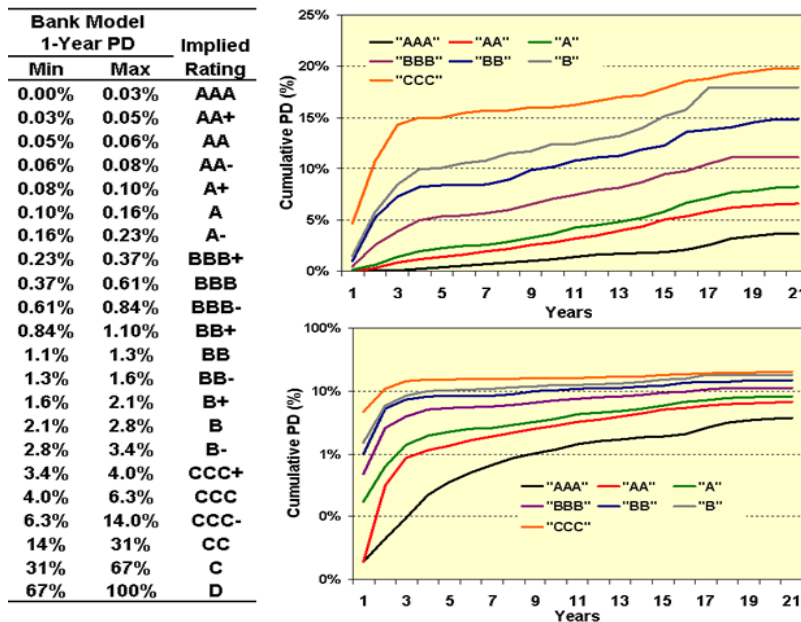 Bank Model
1-Year PD Implied
Min Max Rating
0.00% 0.03% AAA
0.03% 0.05% AA+
0.05% 0.06% AA
0.06% 0.08% AA-
0.08% 0.10% A+
0.10% 0.16% A
0.16% 0.23% A-
0.23% 0.37% BBB+
0.37% 0.61% BBB
0.61% 0.84% BBB-
0.84% 1.10% BB+
1.1% 1.3% BB
1.3% 1.6% BB-
1.6% 2.1% B+
2.1% 2.8% B
2.8% 3.4% B-
3.4% 4.0% CCC+
4.0% 6.3% CCC
6.3% 14.0% CCC-
14% 31% CC
31% 67% C
67% 100% D
25%
20%
15%
10%
5%
0%
Cumulative PD (%)
"AAA" "AA" "A"
"BBB" "BB" "B"
"CCC"
1 3 5 7 9 11 13 15 17 19 21
Years
100%
10%
1%
0%
0%
Cumulative PD (%)
"AAA" "AA" "A"
"BBB" "BB" "B"
"CCC"
1 3 5 7 9 11 13 15 17 19 21
Years